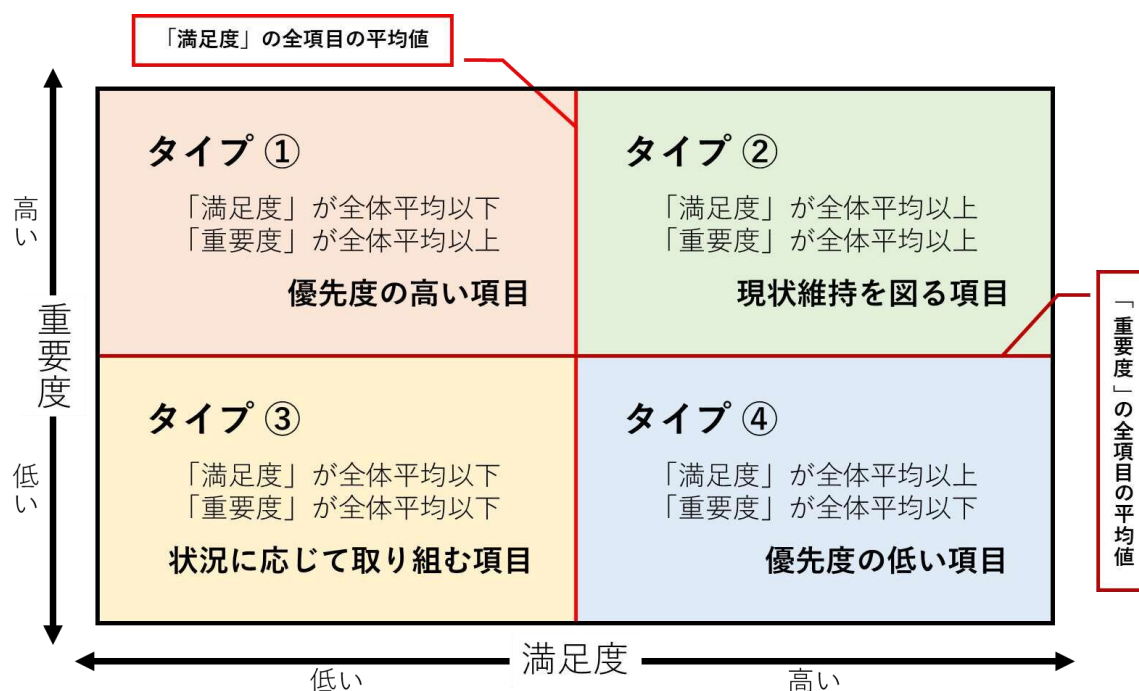 「満足度」の全項目の平均値
タイプ ①
「満足度」が全体平均以下
「重要度」が全体平均以上
優先度の高い項目
タイプ ②
「満足度」が全体平均以上
「重要度」が全体平均以上
現状維持を図る項目
タイプ ③
「満足度」が全体平均以下
「重要度」が全体平均以下
状況に応じて取り組む項目
タイプ ④
「満足度」が全体平均以上
「重要度」が全体平均以下
優先度の低い項目
高い
重要度
低い
「重要度」の全項目の平均値
満足度
低い
高い